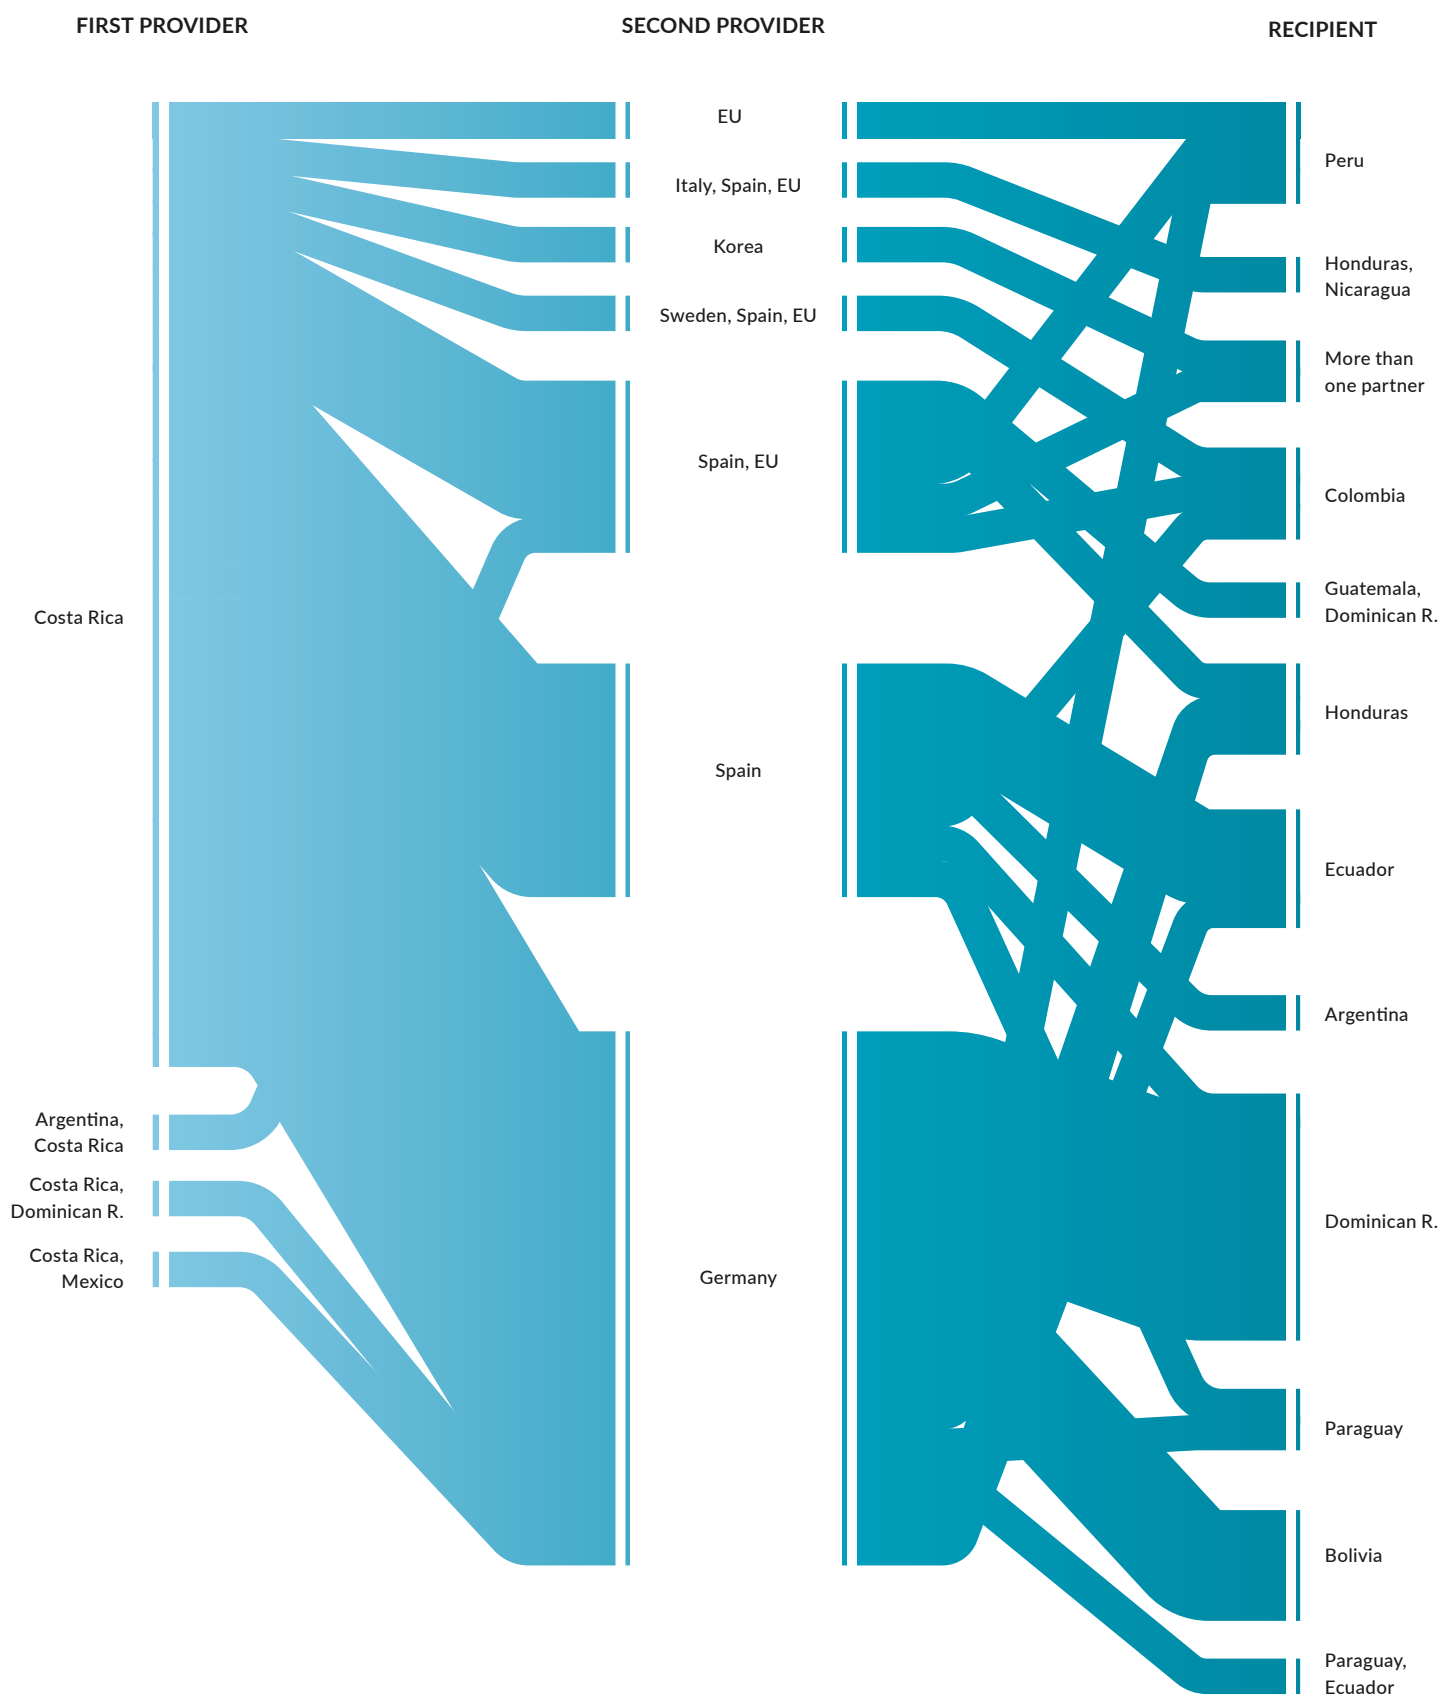 FIRST PROVIDER
SECOND PROVIDER
RECIPIENT
Costa Rica
Argentina,
Costa Rica
Costa Rica,
Dominican R.
Costa Rica,
Mexico
EU
Italy, Spain, EU
Korea
Sweden, Spain, EU
Spain, EU
Spain
Germany
Peru
Honduras,
Nicaragua
More than
one partner
Colombia
Guatemala,
Dominican R.
Honduras
Ecuador
Argentina
Dominican R.
Paraguay
Bolivia
Paraguay,
Ecuador